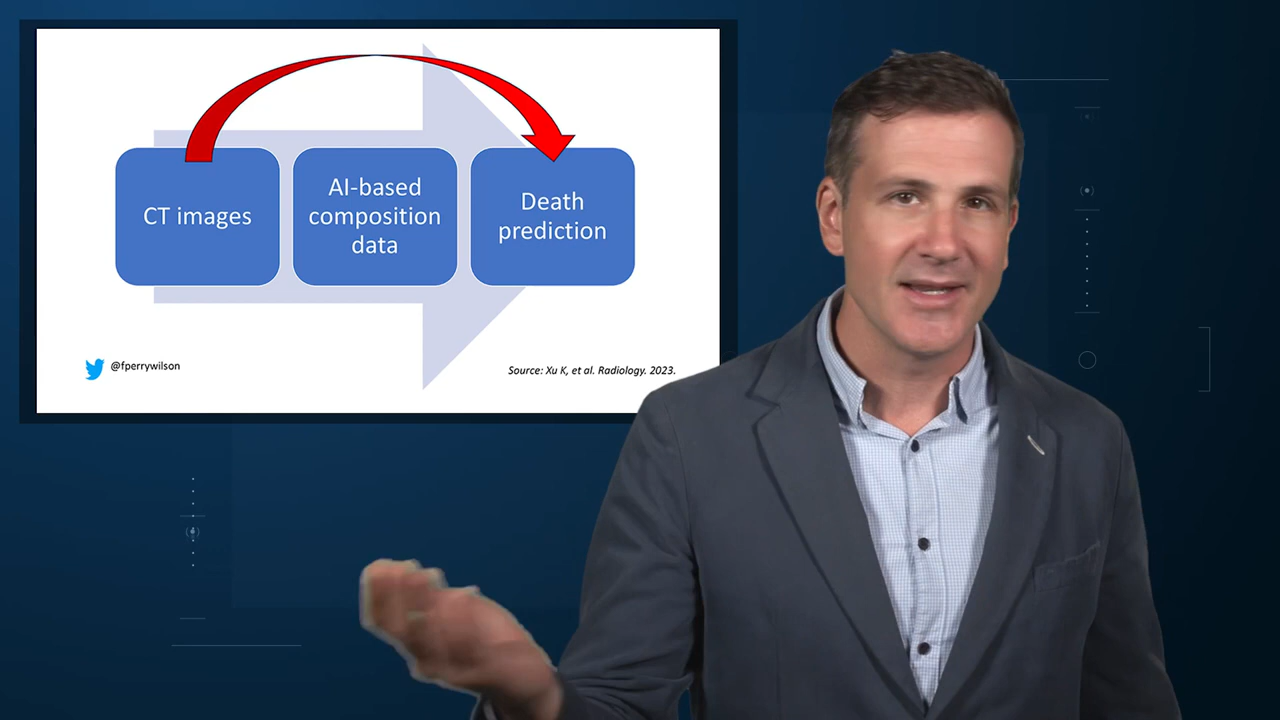 CT images
AI-based
composition
data
Death
prediction
@fperrywilson
Source: Xu K, et al. Radiology. 2023.